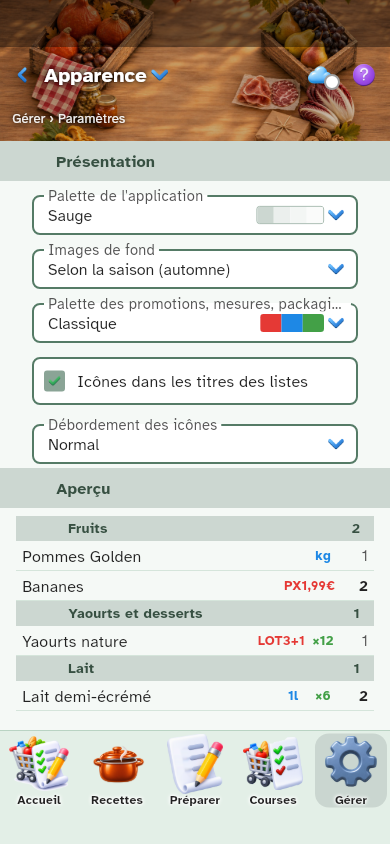 Apparence
?
Gérer › Paramètres
Présentation
Palette de l'application
Sauge
Images de fond
Selon la saison (automne)
Palette des promotions, mesures, packagi…
Classique
Icônes dans les titres des listes
Débordement des icônes
Normal
Aperçu
Fruits 2
Pommes Golden kg 1
Bananes PX1,99€ 2
Yaourts et desserts 1
Yaourts nature LOT3+1 ×12 1
Lait 1
Lait demi-écrémé 1l ×6 2
Accueil Recettes Préparer Courses Gérer